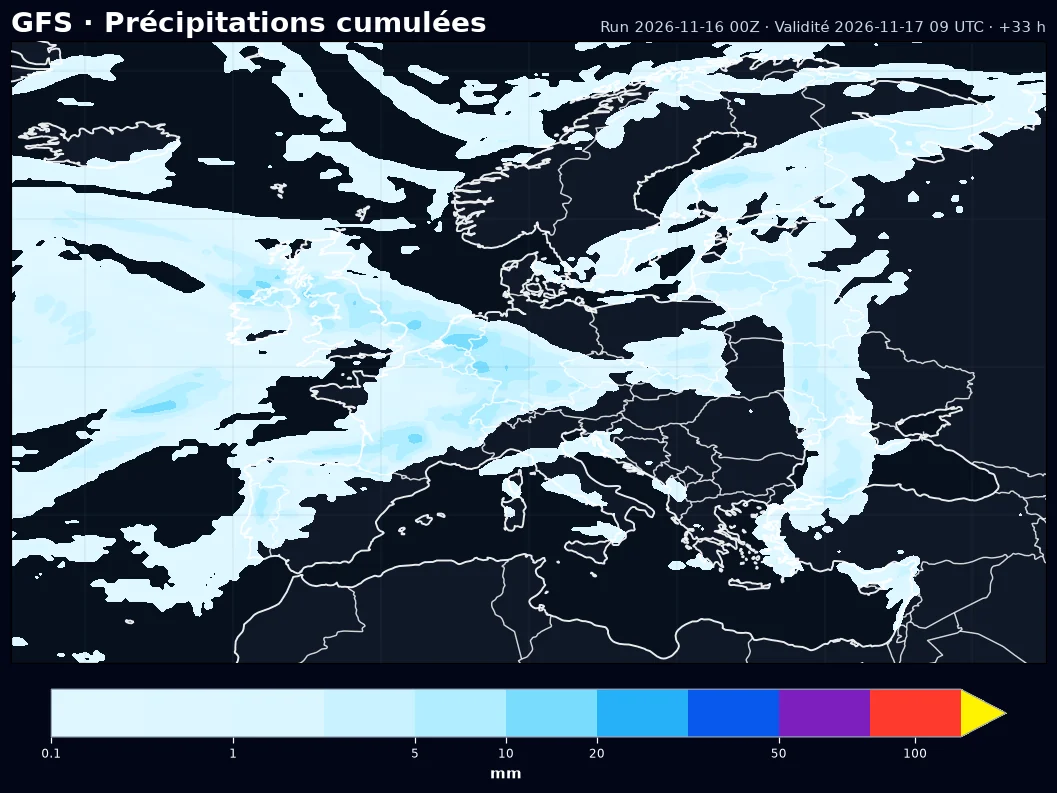 GFS · Précipitations cumulées
Run 2026-11-16 00Z · Validité 2026-11-17 09 UTC · +33 h
0.1 1 5 10 20 50 100
mm